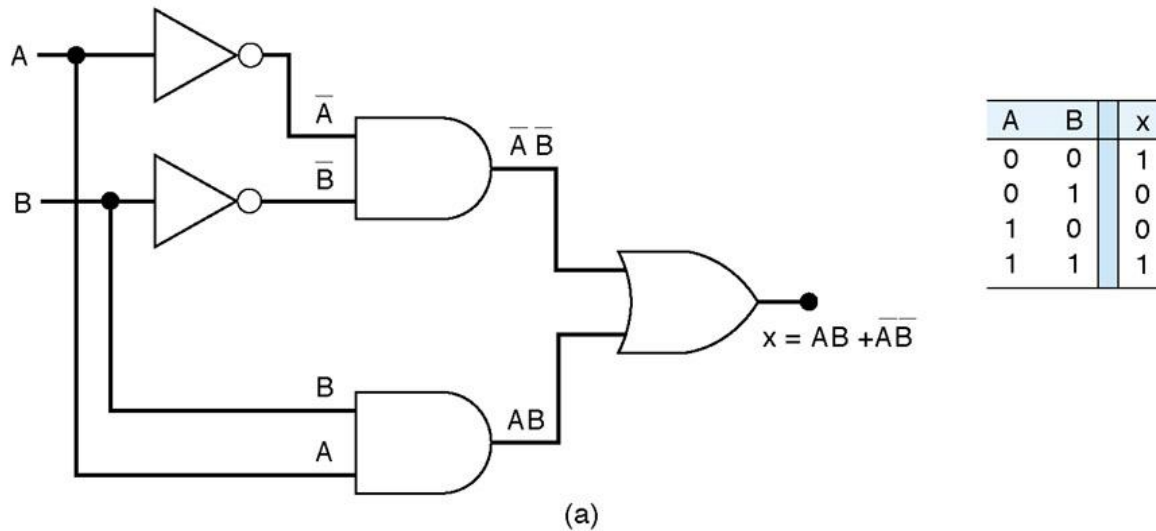 A
B
A̅
B̅
A̅ B̅
B
A
AB
x = AB + A̅B̅
(a)
A B x
0 0 1
0 1 0
1 0 0
1 1 1